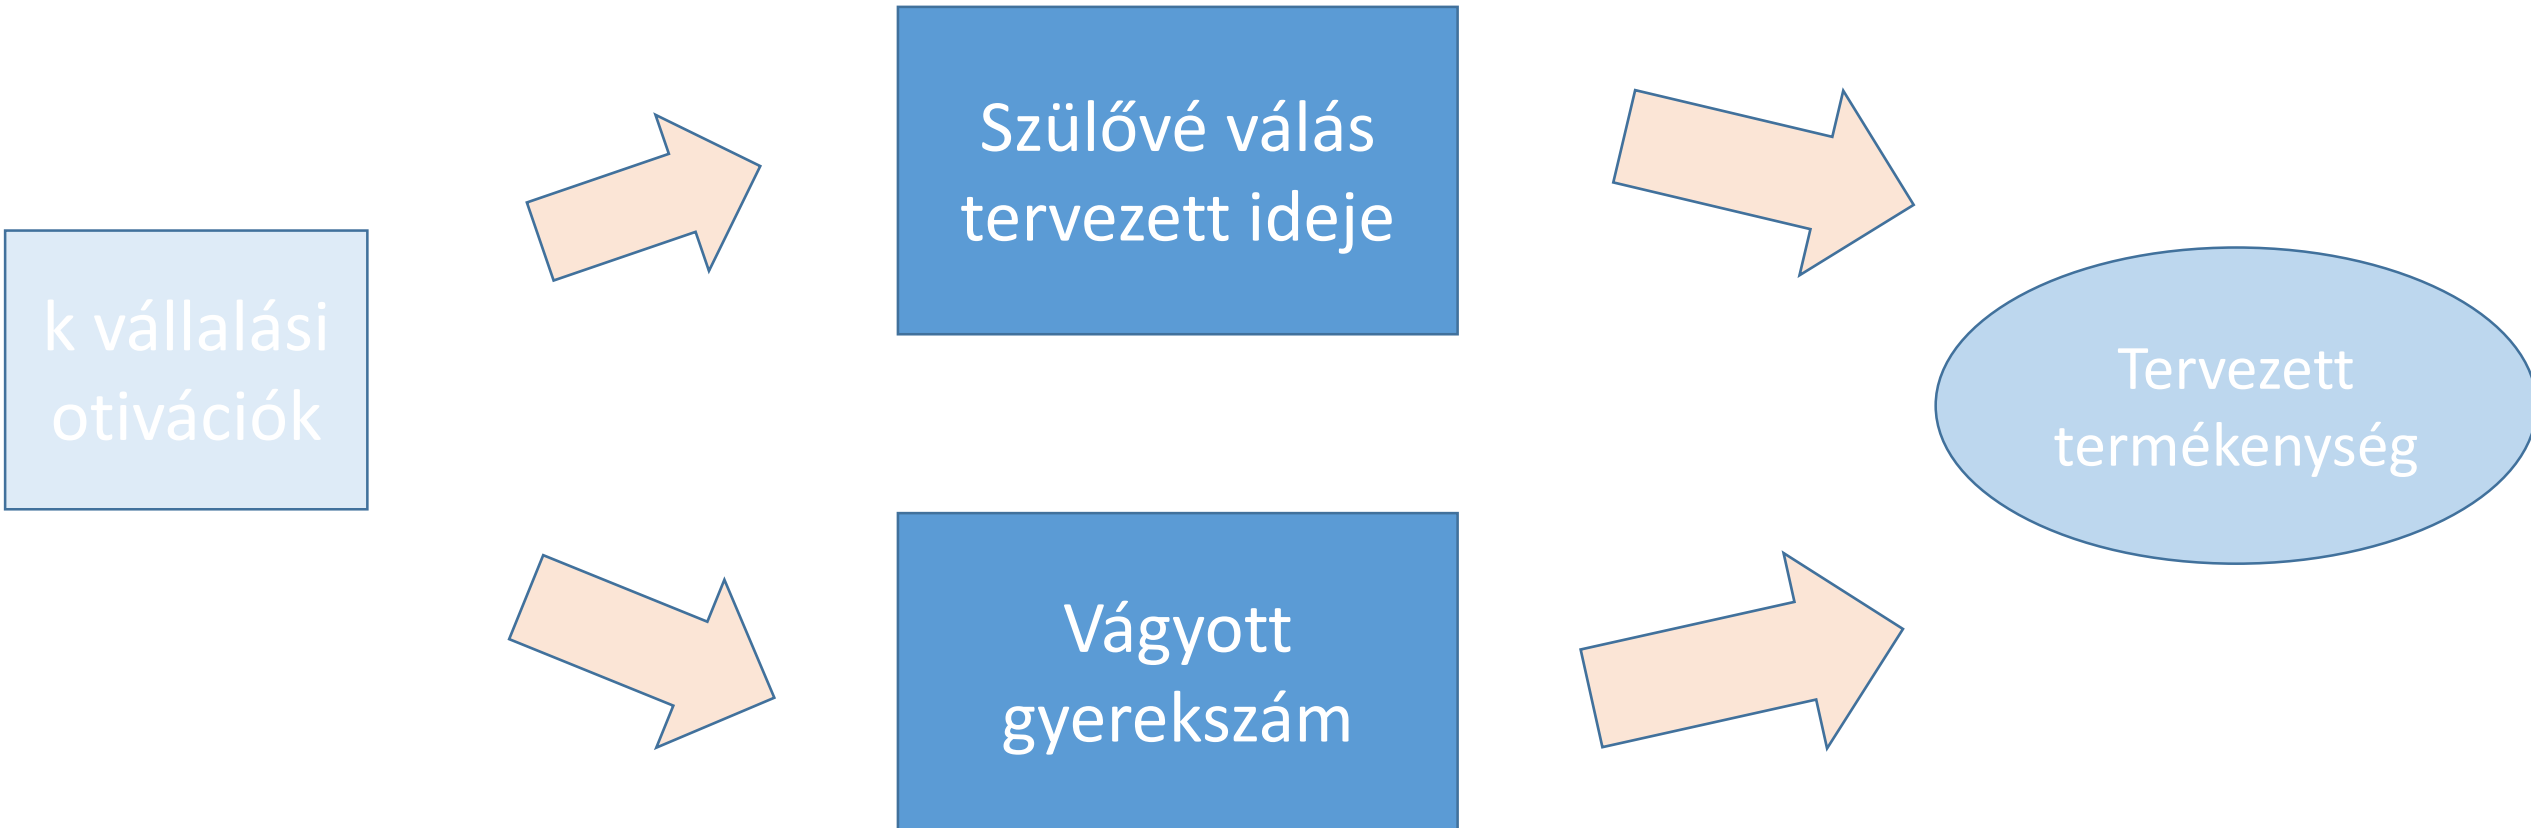 k vállalási
otivációk
Szülővé válás
tervezett ideje
Vágyott
gyerekszám
Tervezett
termékenység